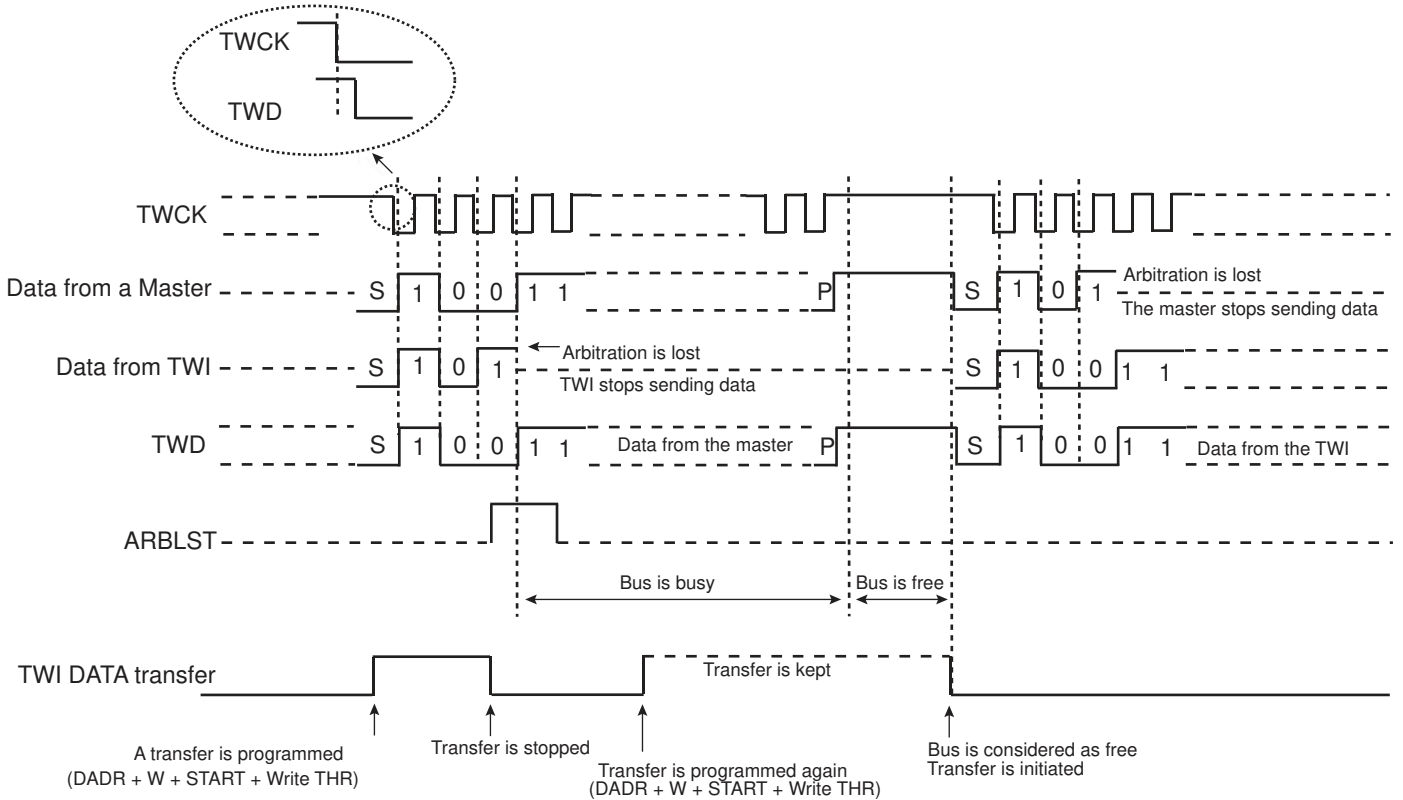 TWCK
TWD
TWCK
Data from a Master S 1 0 0 1 1 P S 1 0 1 Arbitration is lost
The master stops sending data
Data from TWI S 1 0 1 Arbitration is lost S 1 0 0 1 1
TWI stops sending data
TWD S 1 0 0 1 1 Data from the master P S 1 0 0 1 1 Data from the TWI
ARBLST
Bus is busy Bus is free
TWI DATA transfer Transfer is kept
A transfer is programmed
(DADR + W + START + Write THR)
Transfer is stopped
Transfer is programmed again
(DADR + W + START + Write THR)
Bus is considered as free
Transfer is initiated